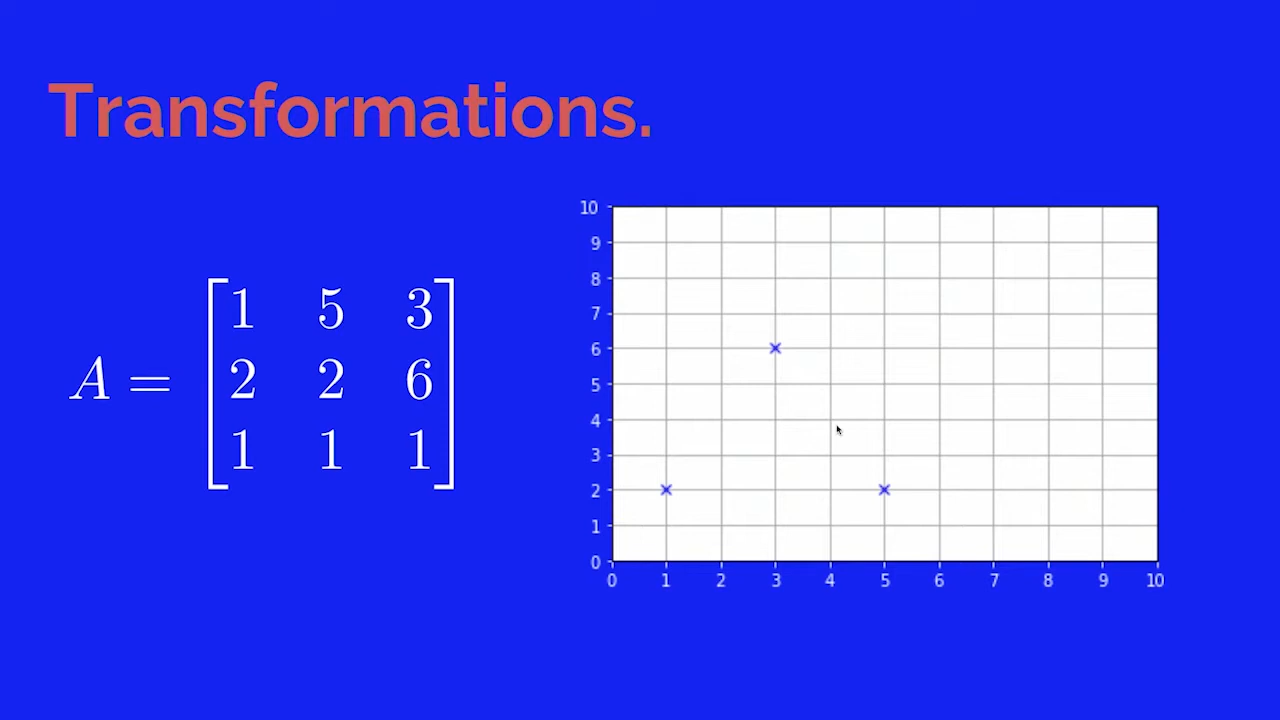 Transformations.
A = [1 5 3
2 2 6
1 1 1]
10
9
8
7
6
5
4
3
2
1
0
0 1 2 3 4 5 6 7 8 9 10